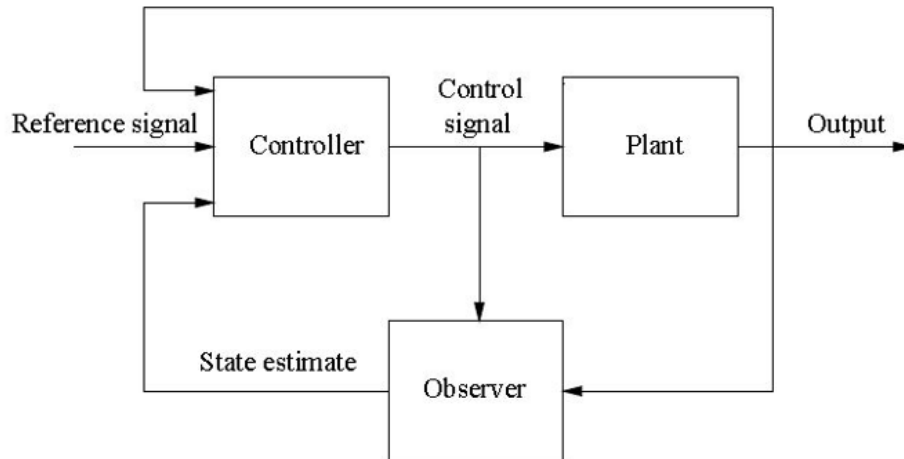 Reference signal
Controller
Control
signal
Plant
Output
State estimate
Observer